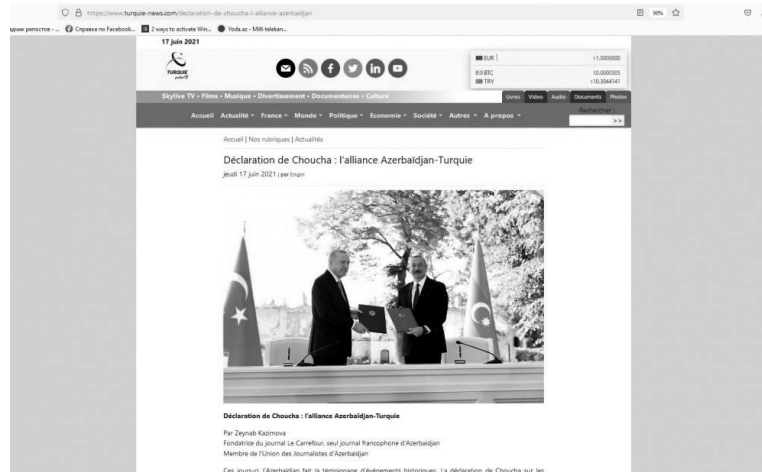 https://www.turquie-news.com/declaration-de-choucha-l-alliance-azerbaidjan
50%
Справка по Facebook...
2 ways to activate Win...
Yoda.az - Milli telekan...
17 juin 2021
TURQUIE
EUR
BTC
TRY
Skylive TV • Films • Musique • Divertissement • Documentaires • Culture
Livres Video Audio Documents Photos
Accueil Actualité France Monde Politique Economie Société Autres A propos
Rechercher :
>>
Accueil | Nos rubriques | Actualités
Déclaration de Choucha : l'alliance Azerbaïdjan-Turquie
jeudi 17 juin 2021 | par Engin
Déclaration de Choucha : l'alliance Azerbaïdjan-Turquie
Par Zeynab Kazimova
Fondatrice du journal Le Carrefour, seul journal francophone d'Azerbaïdjan
Membre de l'Union des Journalistes d'Azerbaïdjan
Ces jours-ci, l'Azerbaïdjan fait la témoignage d'événements historiques. La déclaration de Choucha sur les